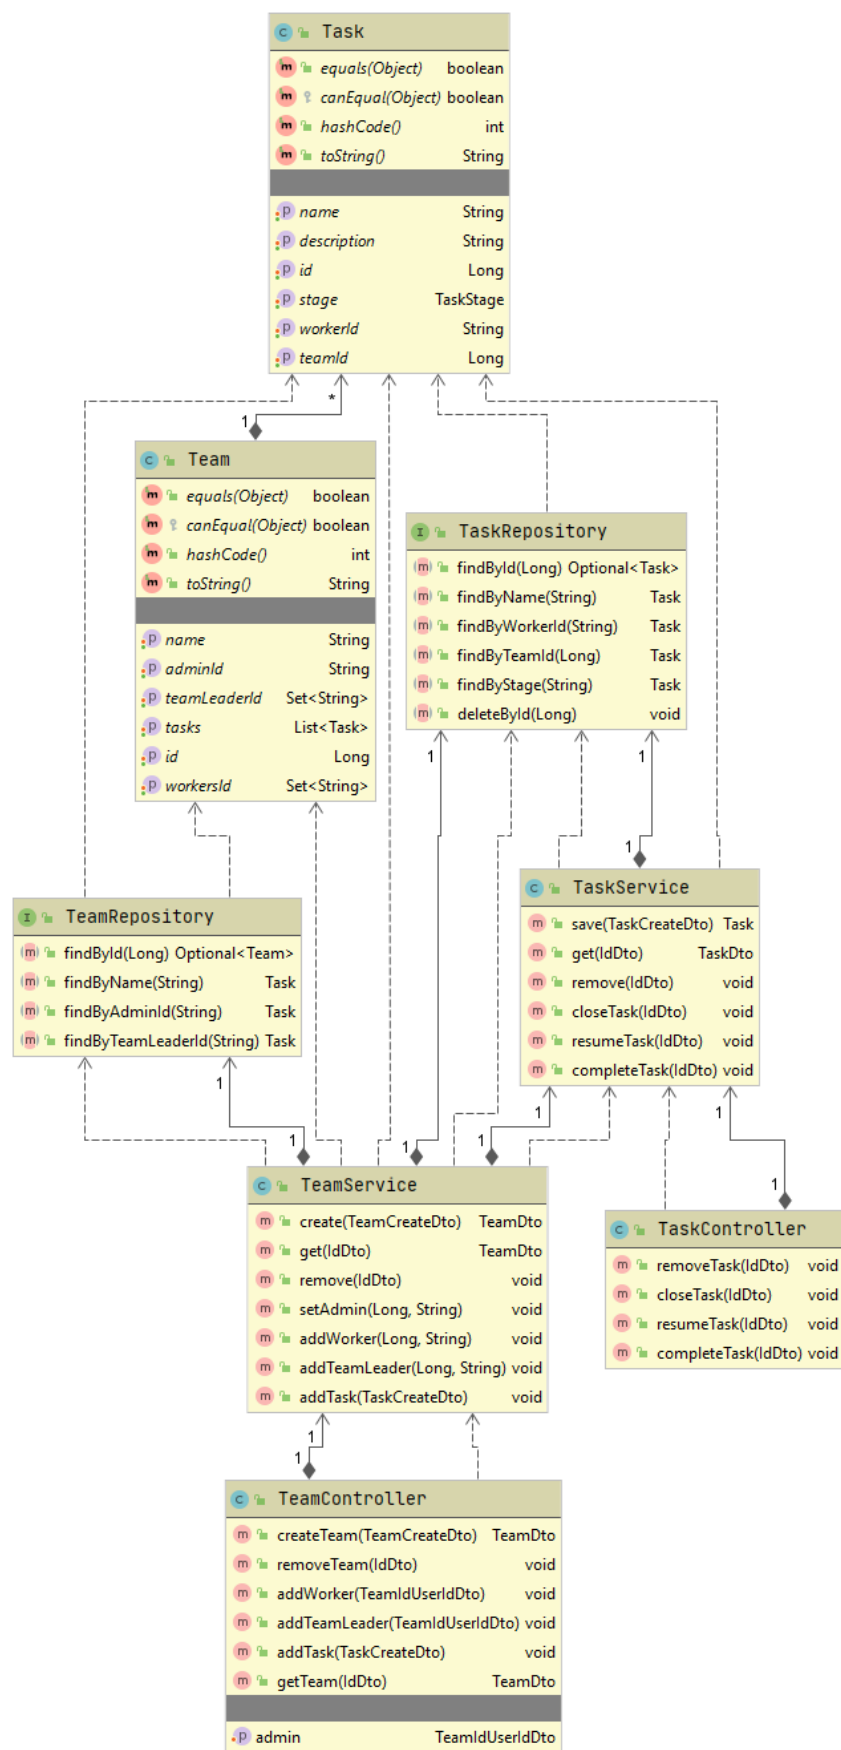 C Task
m equals(Object) boolean
m canEqual(Object) boolean
m hashCode() int
m toString() String
p name String
p description String
p id Long
p stage TaskStage
p workerId String
p teamId Long
*
1
C Team
m equals(Object) boolean
m canEqual(Object) boolean
m hashCode() int
m toString() String
p name String
p adminId String
p teamLeaderId Set<String>
p tasks List<Task>
p id Long
p workersId Set<String>
I TaskRepository
m findById(Long) Optional<Task>
m findByName(String) Task
m findByWorkerId(String) Task
m findByTeamId(Long) Task
m findByStage(String) Task
m deleteById(Long) void
1 1
1
C TaskService
m save(TaskCreateDto) Task
m get(IdDto) TaskDto
m remove(IdDto) void
m closeTask(IdDto) void
m resumeTask(IdDto) void
m completeTask(IdDto) void
I TeamRepository
m findById(Long) Optional<Team>
m findByName(String) Task
m findByAdminId(String) Task
m findByTeamLeaderId(String) Task
1 1 1
1 1 1 1
C TeamService
m create(TeamCreateDto) TeamDto
m get(IdDto) TeamDto
m remove(IdDto) void
m setAdmin(Long, String) void
m addWorker(Long, String) void
m addTeamLeader(Long, String) void
m addTask(TaskCreateDto) void
C TaskController
m removeTask(IdDto) void
m closeTask(IdDto) void
m resumeTask(IdDto) void
m completeTask(IdDto) void
1
1
C TeamController
m createTeam(TeamCreateDto) TeamDto
m removeTeam(IdDto) void
m addWorker(TeamIdUserIdDto) void
m addTeamLeader(TeamIdUserIdDto) void
m addTask(TaskCreateDto) void
m getTeam(IdDto) TeamDto
p admin TeamIdUserIdDto